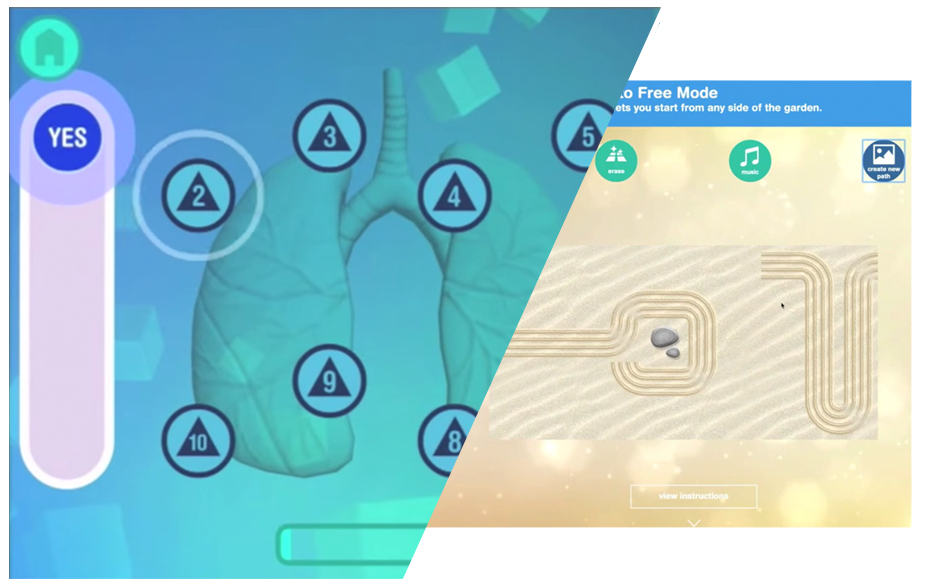 YES
2
3
4
5
9
10
8
to Free Mode
ets you start from any side of the garden.
erase
music
create new
path
view instructions